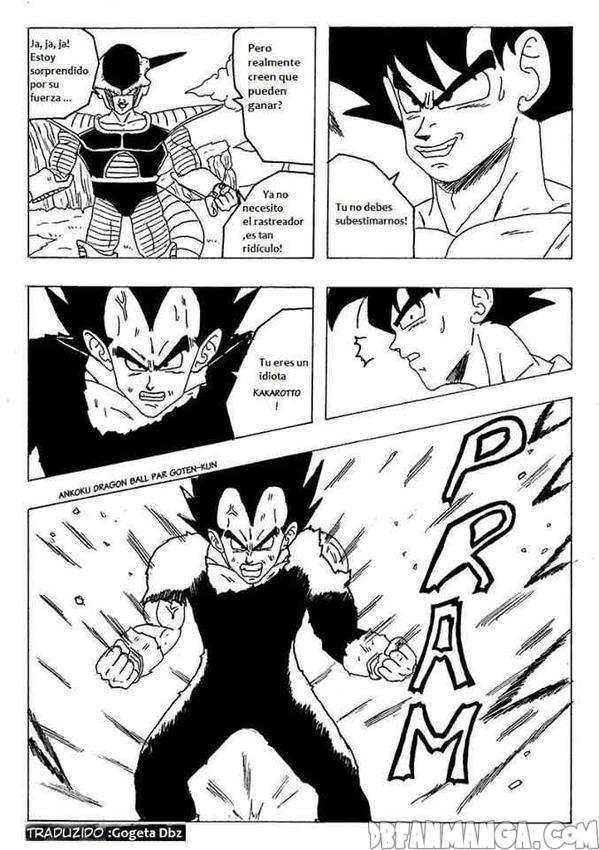 Ja, ja, ja!
Estoy
sorprendido
por su
fuerza ...
Pero
realmente
creen que
pueden
ganar?
Ya no
necesito
el rastreador
,es tan
ridículo!
Tu no debes
subestimarnos!
Tu eres un
idiota
KAKAROTTO
!
ANKOKU DRAGON BALL PAR GOTEN-KUN
PRAM
TRADUZIDO :Gogeta Dbz
DBFANMANGA.COM